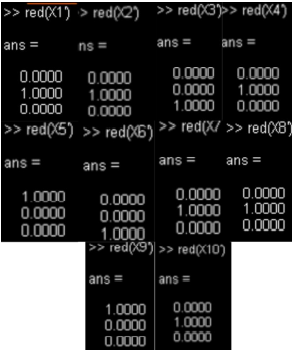 >> red(X1') > red(X2') >> red(X3')>> red(X4')
ans = ns = ans = ans =
0.0000 0.0000 0.0000 0.0000
1.0000 1.0000 0.0000 1.0000
0.0000 0.0000 1.0000 0.0000
>> red(X5') >> red(X6') >> red(X7 >> red(X8')
ans = ans = ans = ans =
1.0000 0.0000 0.0000 0.0000
0.0000 0.0000 1.0000 1.0000
0.0000 1.0000 0.0000 0.0000
>> red(X9') >> red(X10')
ans = ans =
1.0000 0.0000
0.0000 1.0000
0.0000 0.0000